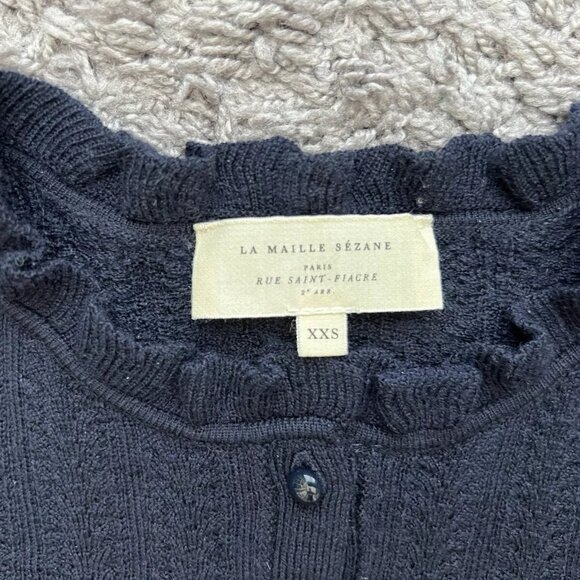 LA MAILLE SÉZANE
PARIS
RUE SAINT-FIACRE
2e ARR
XXS